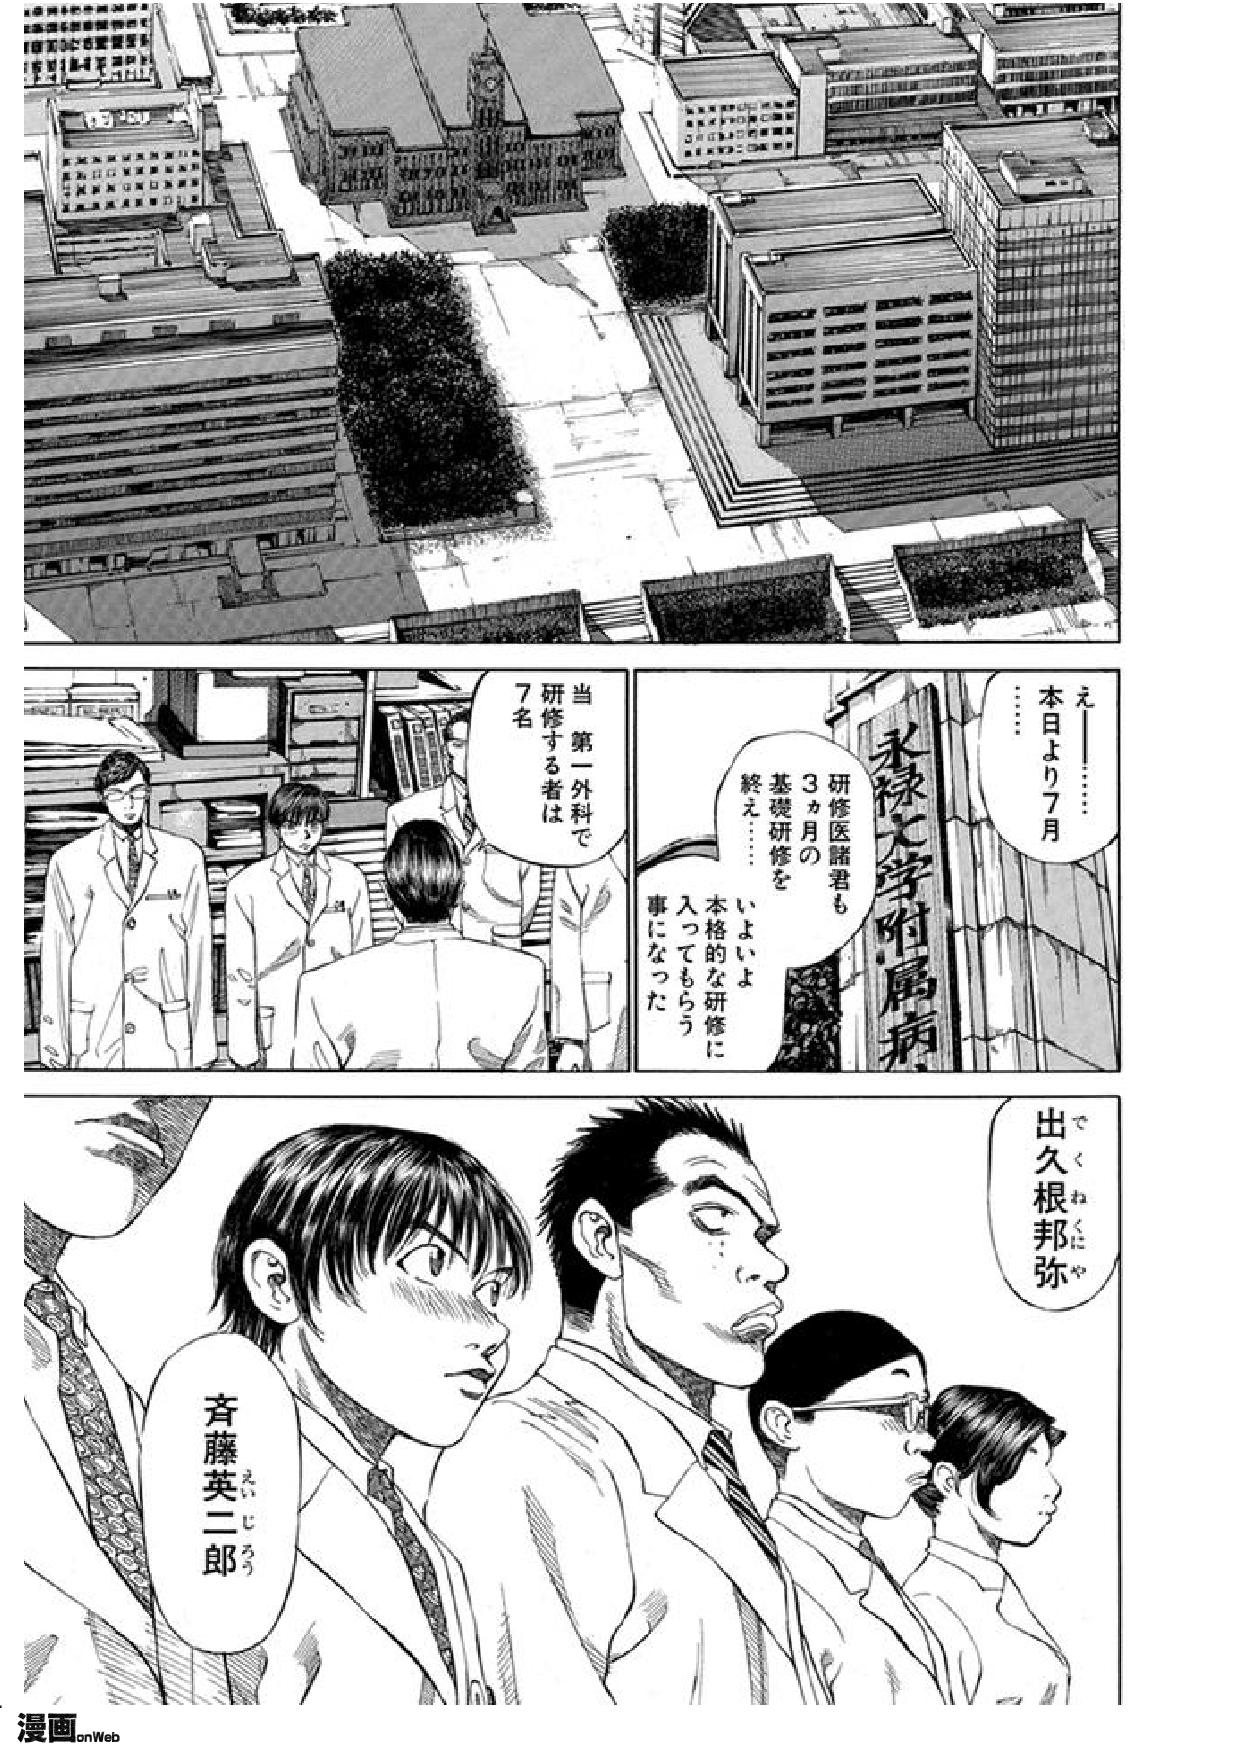 え――………
本日より7月
……
永禄大学附属病
研修医諸君も
3ヵ月の
基礎研修を
終え……
いよいよ
本格的な研修に
入ってもらう
事になった
当 第一外科で
研修する者は
7名
出久根邦弥
でくねくにや
斉藤英二郎
えいじろう
漫画onWeb